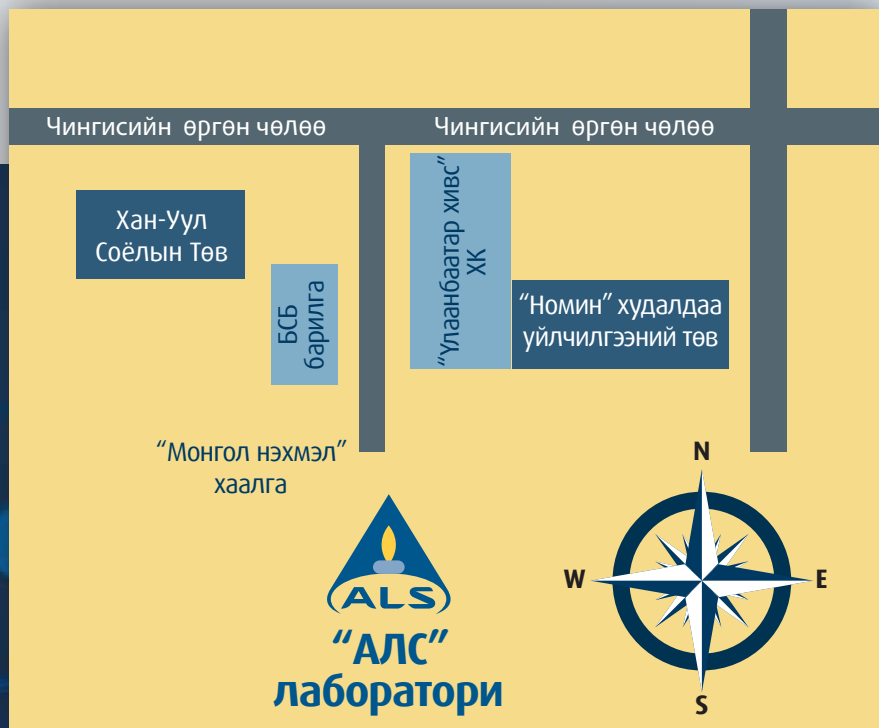 Чингисийн өргөн чөлөө
Чингисийн өргөн чөлөө
Хан-Уул
Соёлын Төв
БСБ
барилга
“Улаанбаатар хивс”
ХК
“Номин” худалдаа
уйлчилгээний төв
“Монгол нэхмэл”
хаалга
N
W
E
S
ALS
“АЛС”
лаборатори